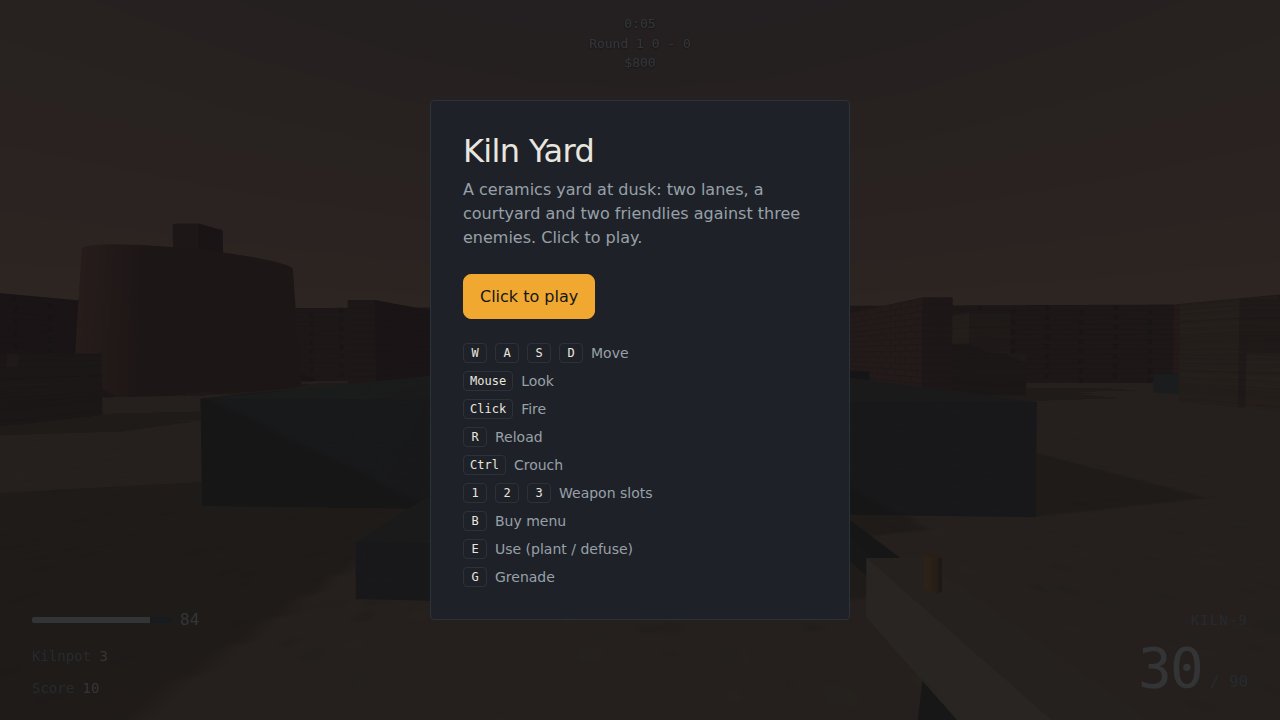 0:05
Round 1 0 - 0
$800
Kiln Yard
A ceramics yard at dusk: two lanes, a
courtyard and two friendlies against three
enemies. Click to play.
Click to play
W A S D Move
Mouse Look
Click Fire
R Reload
Ctrl Crouch
1 2 3 Weapon slots
B Buy menu
E Use (plant / defuse)
G Grenade
84
Kilnpot 3
Score 10
KILN-9
30 / 90